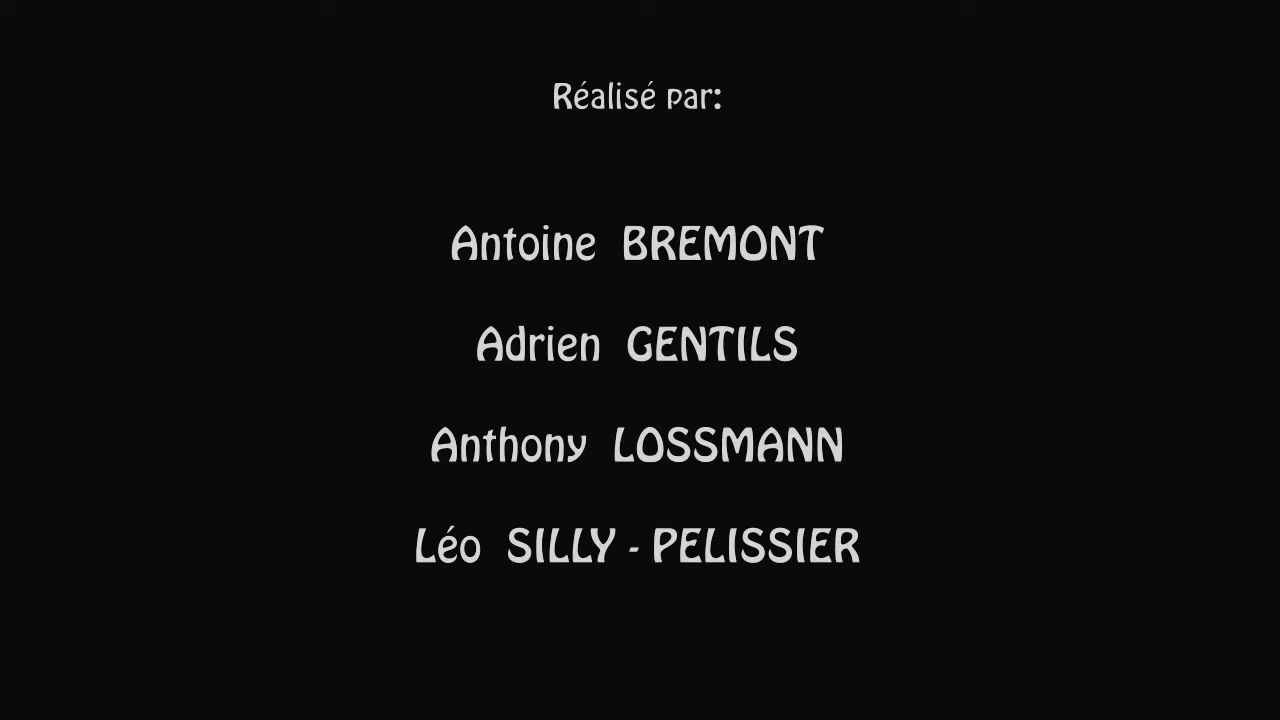 Réalisé par:
Antoine BREMONT
Adrien GENTILS
Anthony LOSSMANN
Léo SILLY - PELISSIER